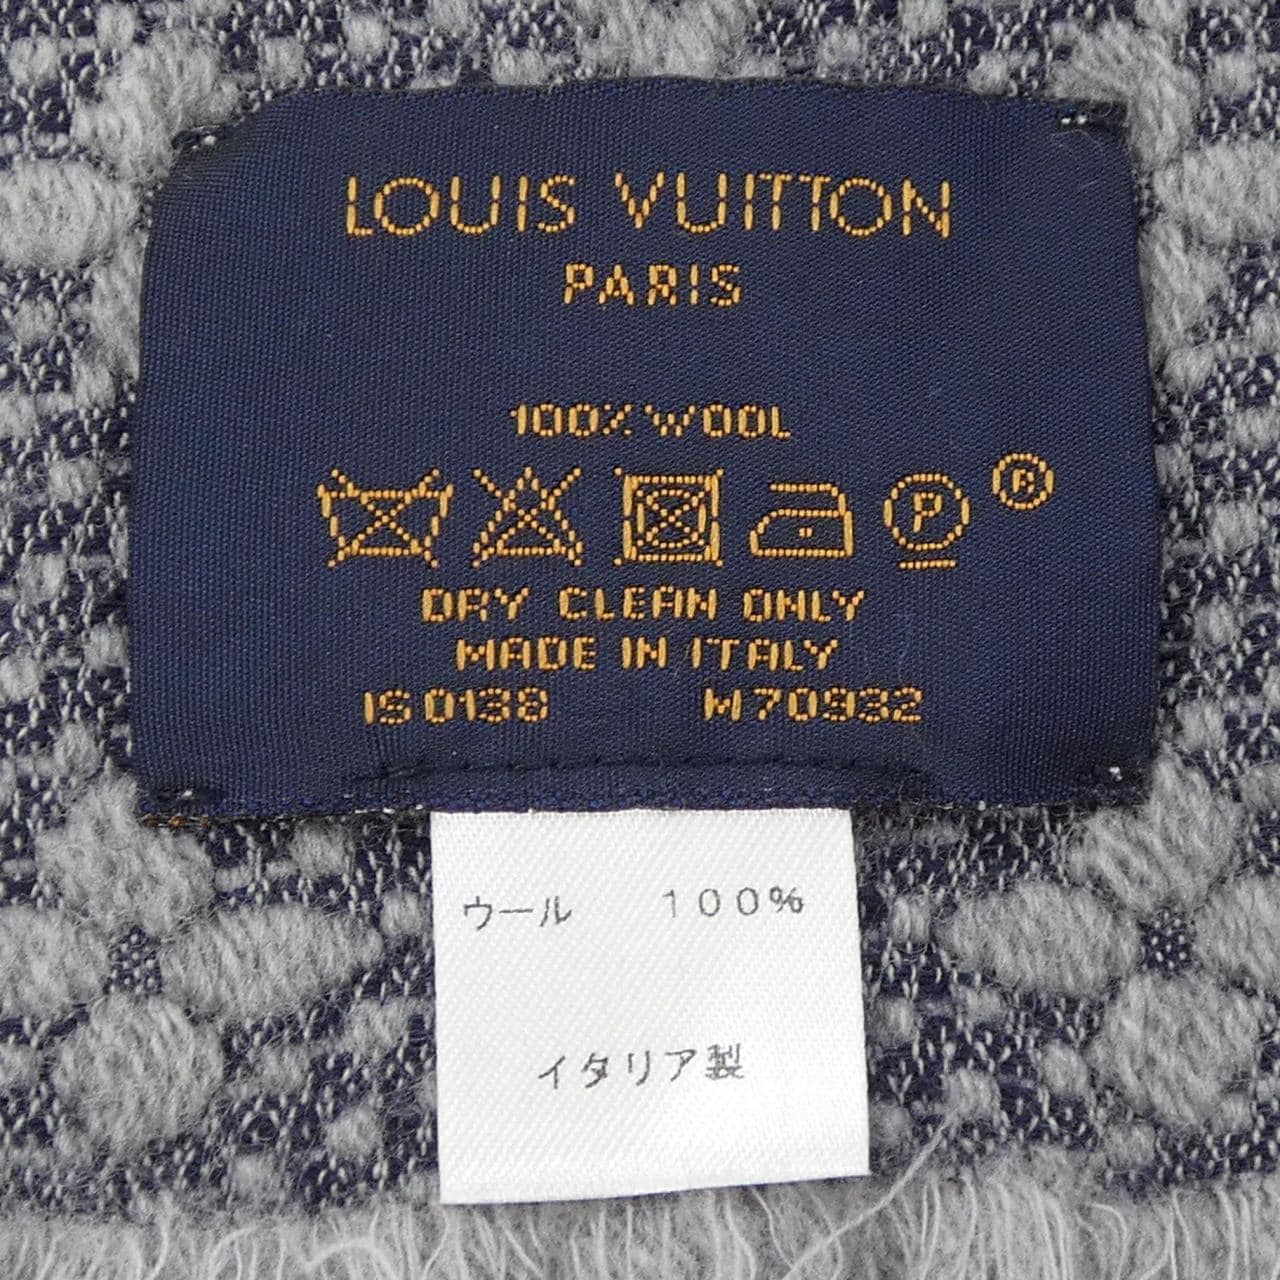 LOUIS VUITTON
PARIS
100% WOOL
P ®
DRY CLEAN ONLY
MADE IN ITALY
IS0138 M70932
ウール 100%
イタリア製